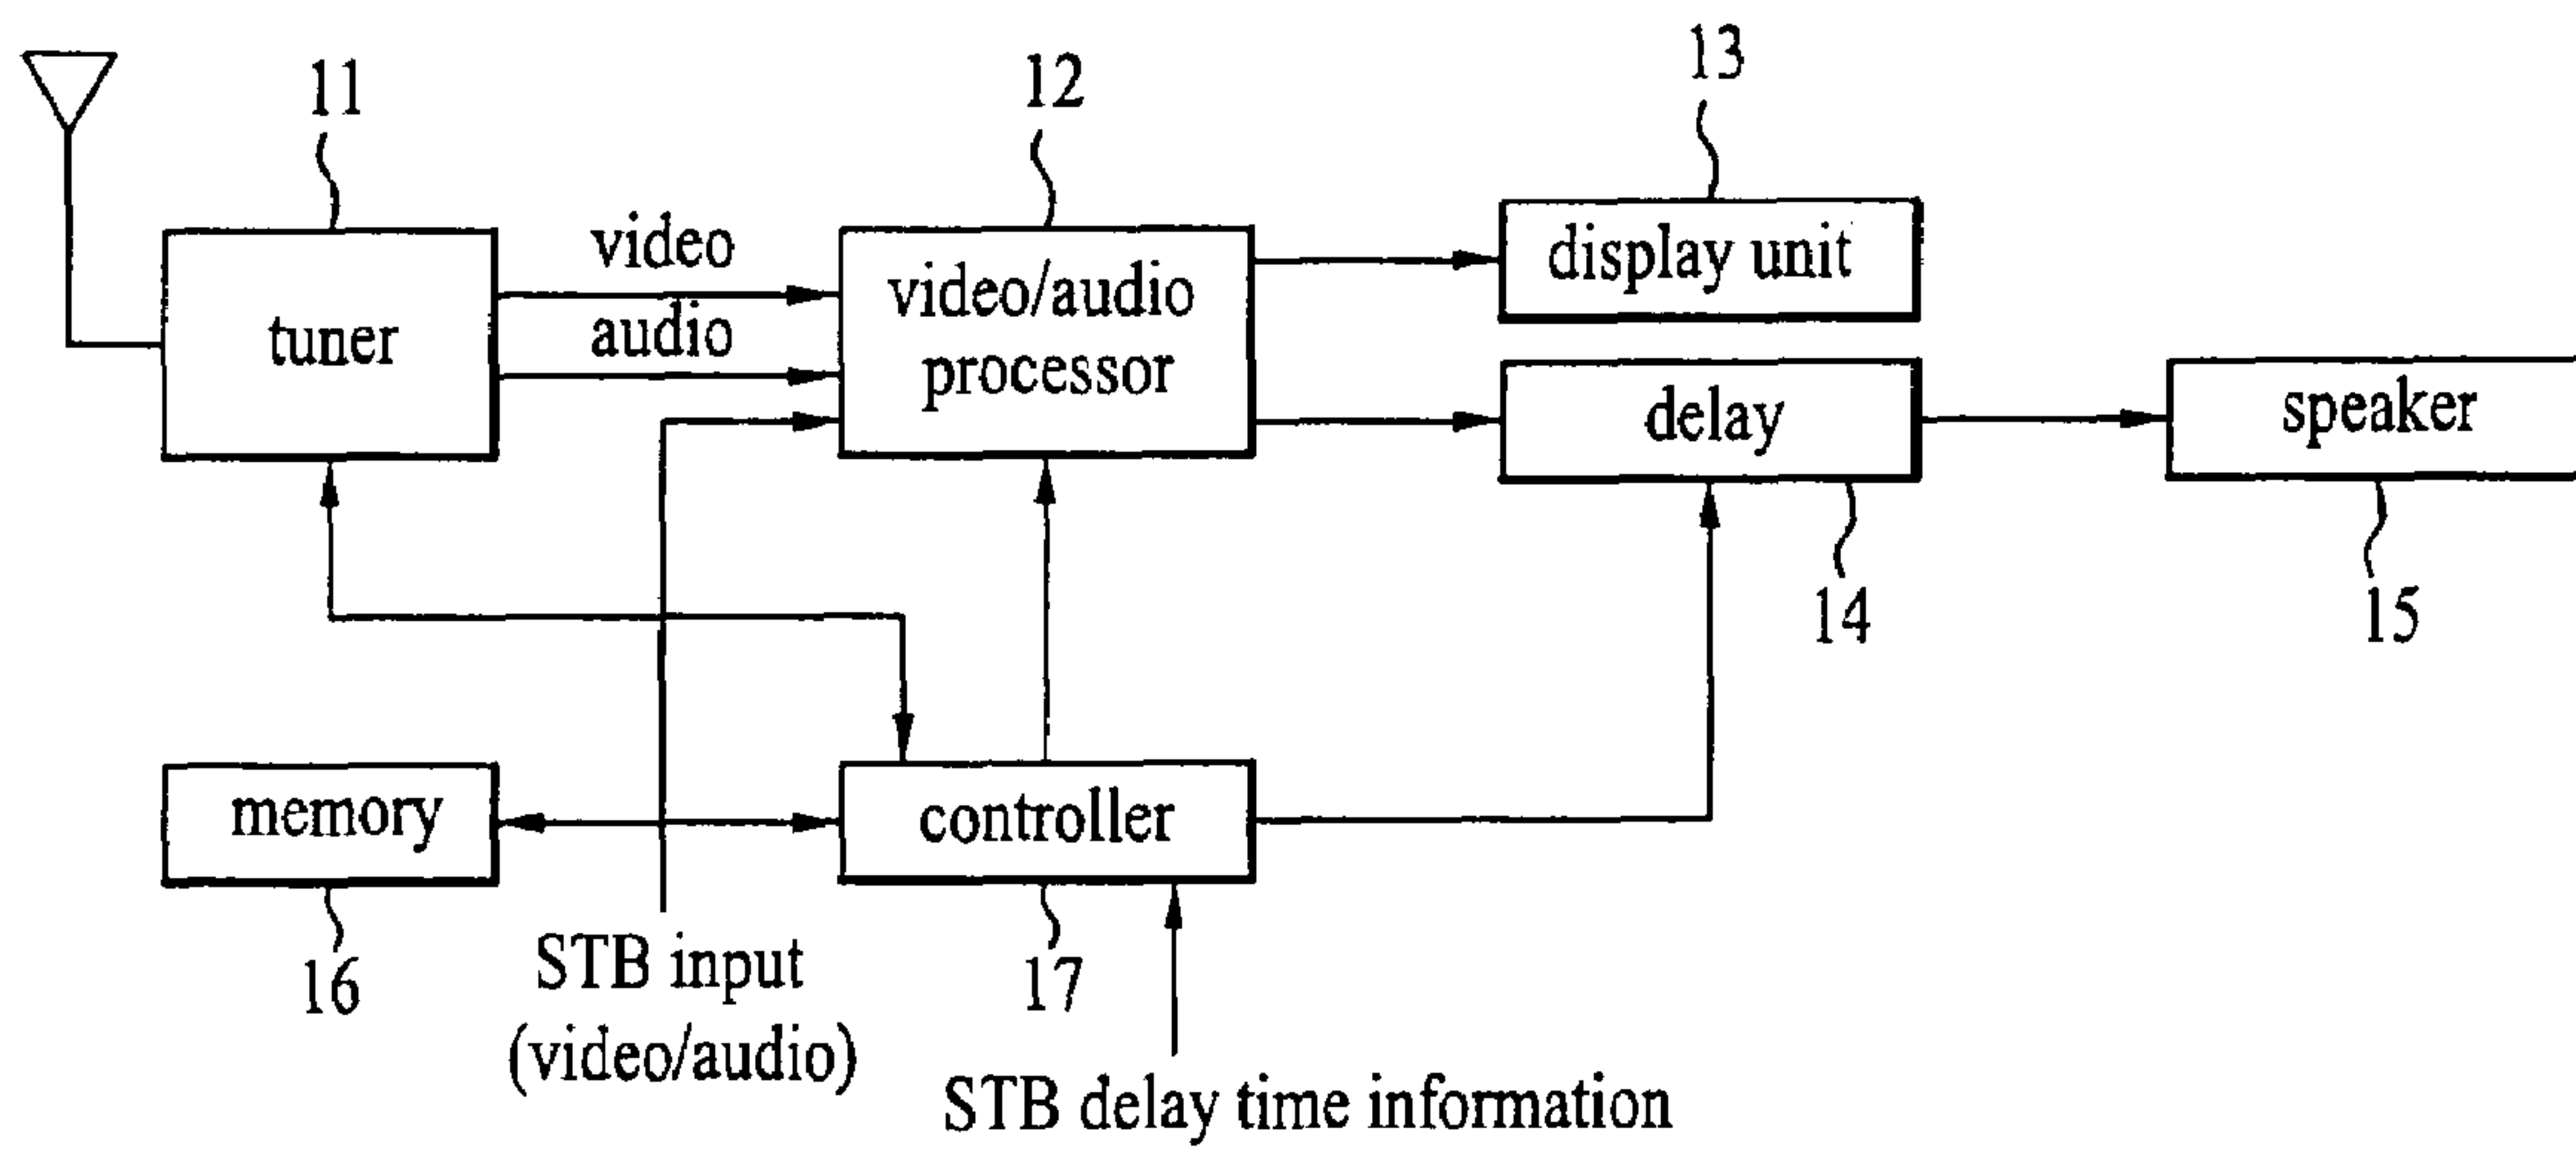 11
12
13
tuner
video
audio
video/audio
processor
display unit
delay
speaker
14
15
memory
controller
16
17
STB input
(video/audio)
STB delay time information